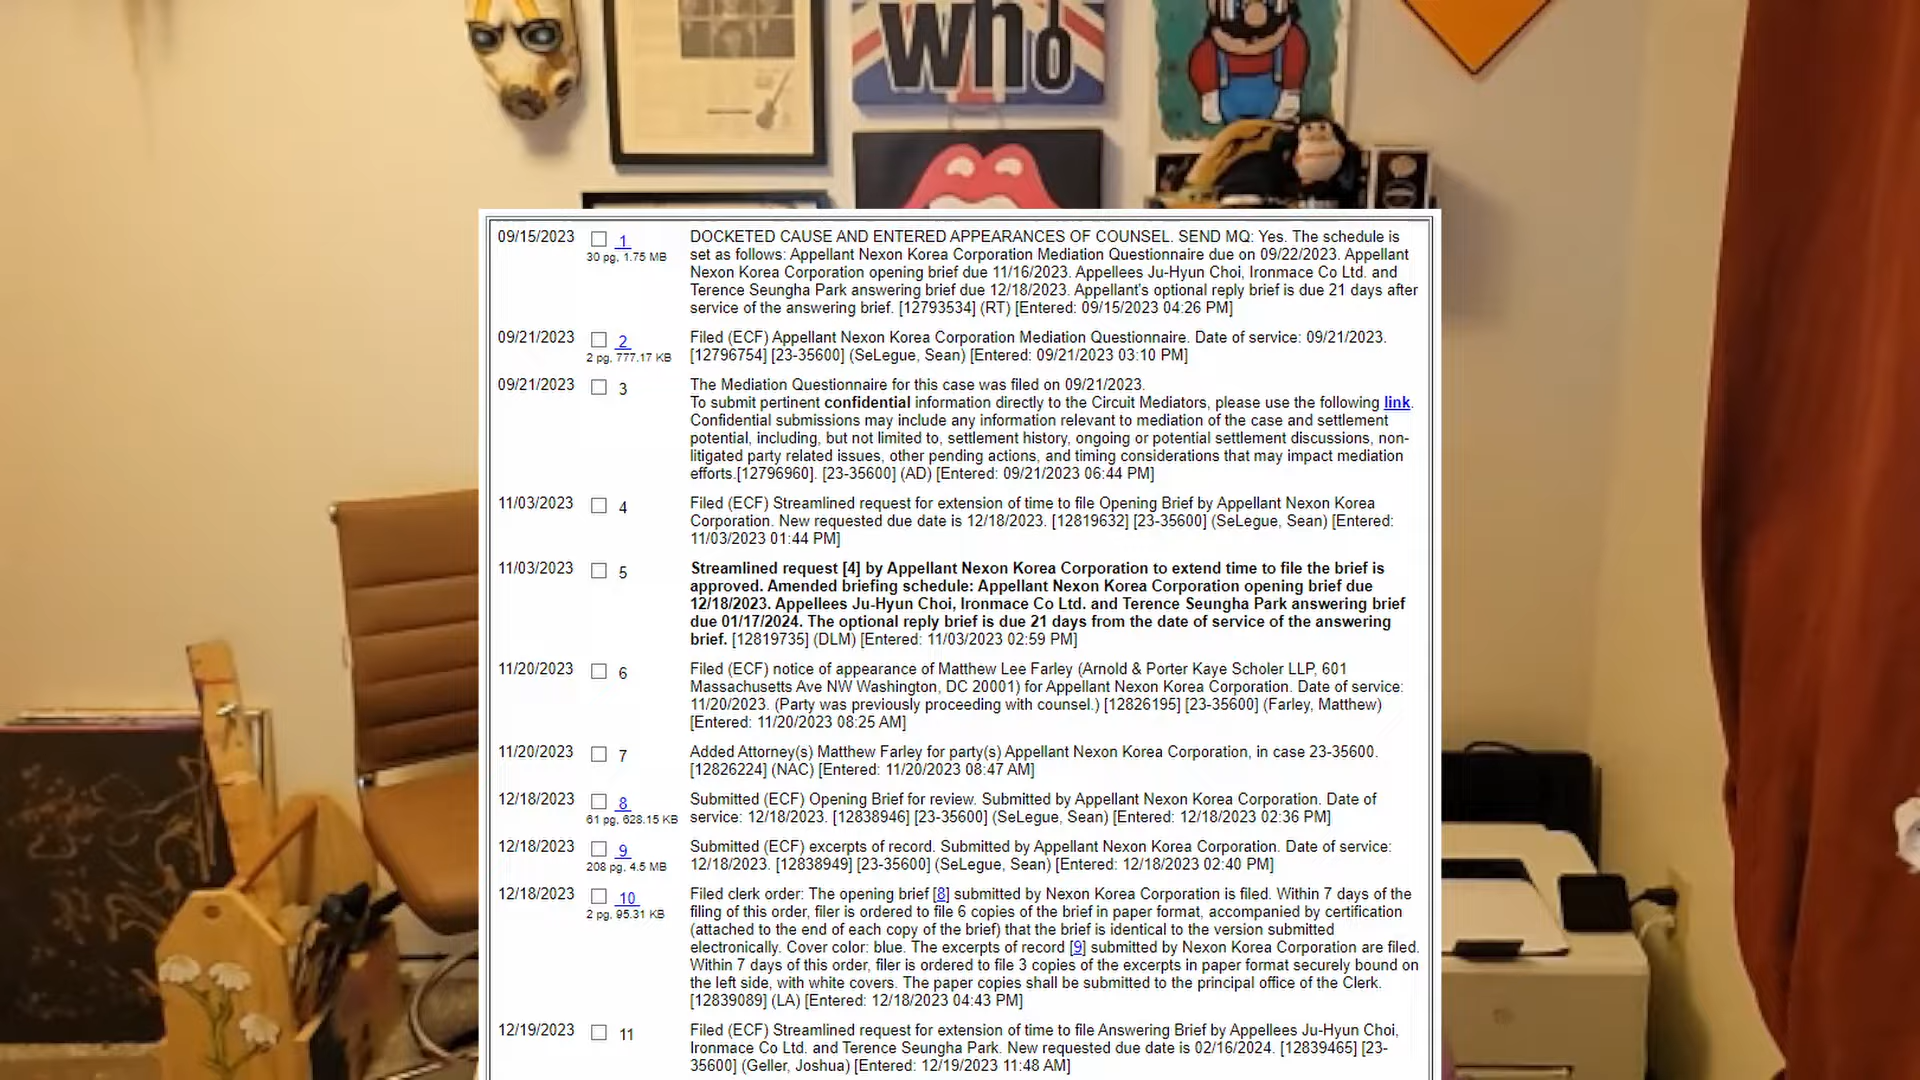 who
09/15/2023 1 DOCKETED CAUSE AND ENTERED APPEARANCES OF COUNSEL. SEND MQ: Yes. The schedule is
30 pg, 1.75 MB set as follows: Appellant Nexon Korea Corporation Mediation Questionnaire due on 09/22/2023. Appellant
Nexon Korea Corporation opening brief due 11/16/2023. Appellees Ju-Hyun Choi, Ironmace Co Ltd. and
Terence Seungha Park answering brief due 12/18/2023. Appellant's optional reply brief is due 21 days after
service of the answering brief. [12793534] (RT) [Entered: 09/15/2023 04:26 PM]
09/21/2023 2 Filed (ECF) Appellant Nexon Korea Corporation Mediation Questionnaire. Date of service: 09/21/2023.
2 pg, 777.17 KB [12796754] [23-35600] (SeLegue, Sean) [Entered: 09/21/2023 03:10 PM]
09/21/2023 3 The Mediation Questionnaire for this case was filed on 09/21/2023.
To submit pertinent confidential information directly to the Circuit Mediators, please use the following link.
Confidential submissions may include any information relevant to mediation of the case and settlement
potential, including, but not limited to, settlement history, ongoing or potential settlement discussions, non-
litigated party related issues, other pending actions, and timing considerations that may impact mediation
efforts.[12796960]. [23-35600] (AD) [Entered: 09/21/2023 06:44 PM]
11/03/2023 4 Filed (ECF) Streamlined request for extension of time to file Opening Brief by Appellant Nexon Korea
Corporation. New requested due date is 12/18/2023. [12819632] [23-35600] (SeLegue, Sean) [Entered:
11/03/2023 01:44 PM]
11/03/2023 5 Streamlined request [4] by Appellant Nexon Korea Corporation to extend time to file the brief is
approved. Amended briefing schedule: Appellant Nexon Korea Corporation opening brief due
12/18/2023. Appellees Ju-Hyun Choi, Ironmace Co Ltd. and Terence Seungha Park answering brief
due 01/17/2024. The optional reply brief is due 21 days from the date of service of the answering
brief. [12819735] (DLM) [Entered: 11/03/2023 02:59 PM]
11/20/2023 6 Filed (ECF) notice of appearance of Matthew Lee Farley (Arnold & Porter Kaye Scholer LLP, 601
Massachusetts Ave NW Washington, DC 20001) for Appellant Nexon Korea Corporation. Date of service:
11/20/2023. (Party was previously proceeding with counsel.) [12826195] [23-35600] (Farley, Matthew)
[Entered: 11/20/2023 08:25 AM]
11/20/2023 7 Added Attorney(s) Matthew Farley for party(s) Appellant Nexon Korea Corporation, in case 23-35600.
[12826224] (NAC) [Entered: 11/20/2023 08:47 AM]
12/18/2023 8 Submitted (ECF) Opening Brief for review. Submitted by Appellant Nexon Korea Corporation. Date of
61 pg, 628.15 KB service: 12/18/2023. [12838946] [23-35600] (SeLegue, Sean) [Entered: 12/18/2023 02:36 PM]
12/18/2023 9 Submitted (ECF) excerpts of record. Submitted by Appellant Nexon Korea Corporation. Date of service:
208 pg, 4.5 MB 12/18/2023. [12838949] [23-35600] (SeLegue, Sean) [Entered: 12/18/2023 02:40 PM]
12/18/2023 10 Filed clerk order: The opening brief [8] submitted by Nexon Korea Corporation is filed. Within 7 days of the
2 pg, 95.31 KB filing of this order, filer is ordered to file 6 copies of the brief in paper format, accompanied by certification
(attached to the end of each copy of the brief) that the brief is identical to the version submitted
electronically. Cover color: blue. The excerpts of record [9] submitted by Nexon Korea Corporation are filed.
Within 7 days of this order, filer is ordered to file 3 copies of the excerpts in paper format securely bound on
the left side, with white covers. The paper copies shall be submitted to the principal office of the Clerk.
[12839089] (LA) [Entered: 12/18/2023 04:43 PM]
12/19/2023 11 Filed (ECF) Streamlined request for extension of time to file Answering Brief by Appellees Ju-Hyun Choi,
Ironmace Co Ltd. and Terence Seungha Park. New requested due date is 02/16/2024. [12839465] [23-
35600] (Geller, Joshua) [Entered: 12/19/2023 11:48 AM]